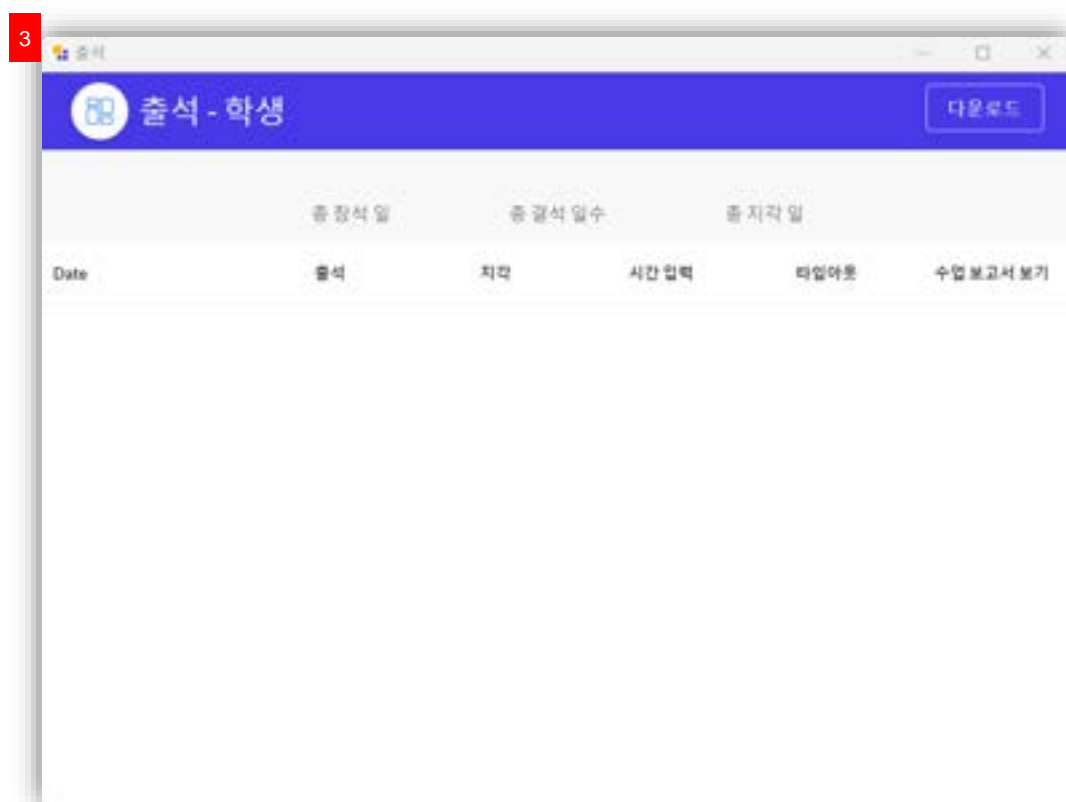 3
출석
출석 - 학생
다운로드
총 참석 일 총 결석 일수 총 지각 일
Date 출석 지각 시간 입력 타임아웃 수업 보고서 보기